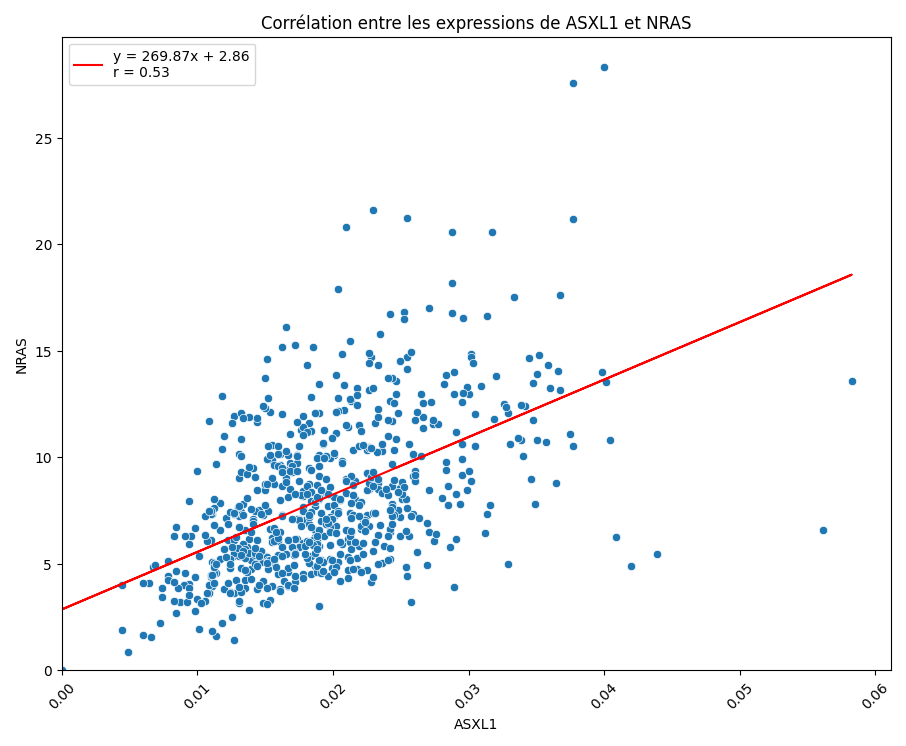 Corrélation entre les expressions de ASXL1 et NRAS
y = 269.87x + 2.86
r = 0.53
NRAS
25
20
15
10
5
0
0.00
0.01
0.02
0.03
0.04
0.05
0.06
ASXL1